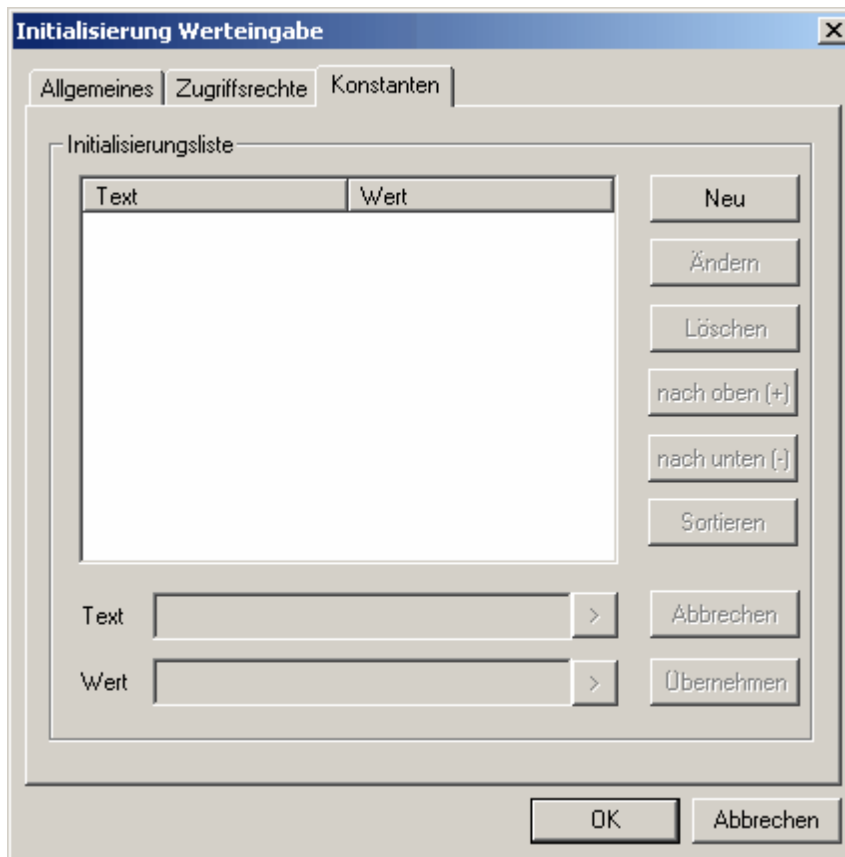 Initialisierung Werteingabe
Allgemeines Zugriffsrechte Konstanten
Initialisierungsliste
Text Wert
Neu
Ändern
Löschen
nach oben (+)
nach unten (-)
Sortieren
Text > Abbrechen
Wert > Übernehmen
OK Abbrechen